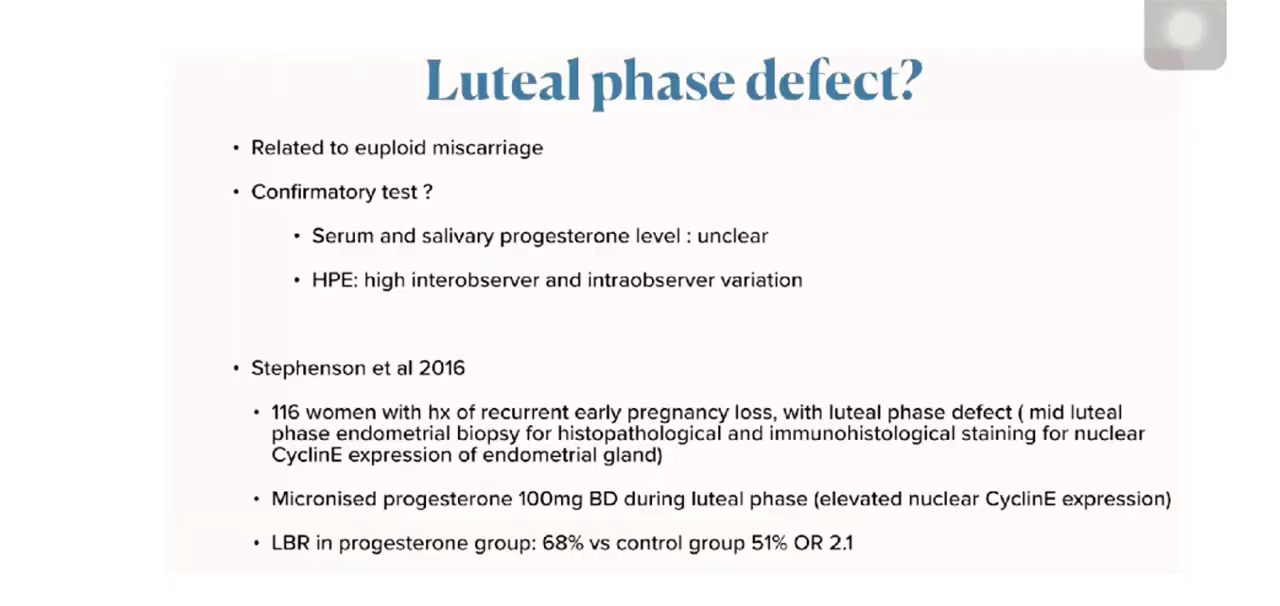 Luteal phase defect?
• Related to euploid miscarriage
• Confirmatory test ?
• Serum and salivary progesterone level : unclear
• HPE: high interobserver and intraobserver variation
• Stephenson et al 2016
• 116 women with hx of recurrent early pregnancy loss, with luteal phase defect ( mid luteal
phase endometrial biopsy for histopathological and immunohistological staining for nuclear
CyclinE expression of endometrial gland)
• Micronised progesterone 100mg BD during luteal phase (elevated nuclear CyclinE expression)
• LBR in progesterone group: 68% vs control group 51% OR 2.1